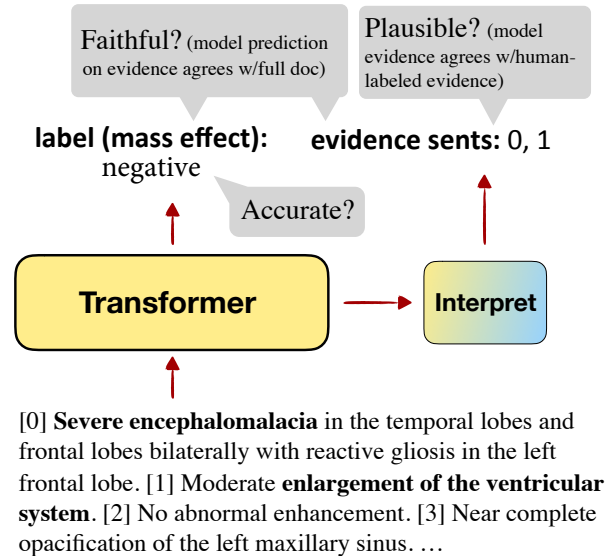 Faithful? (model prediction
on evidence agrees w/full doc)
Plausible? (model
evidence agrees w/human-
labeled evidence)
label (mass effect):
negative
evidence sents: 0, 1
Accurate?
Transformer
Interpret
[0] Severe encephalomalacia in the temporal lobes and
frontal lobes bilaterally with reactive gliosis in the left
frontal lobe. [1] Moderate enlargement of the ventricular
system. [2] No abnormal enhancement. [3] Near complete
opacification of the left maxillary sinus. …